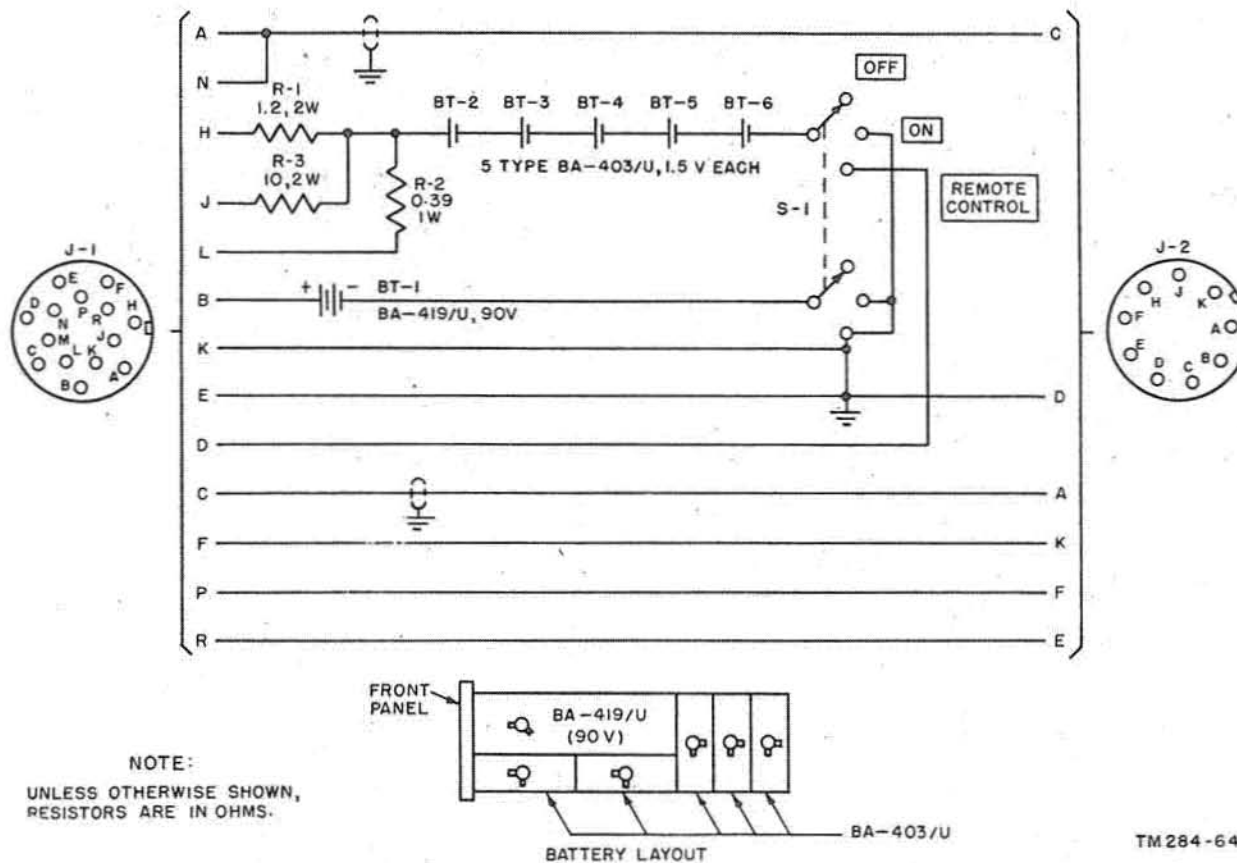 A C
N
R-1
1.2, 2W
H
BT-2 BT-3 BT-4 BT-5 BT-6
OFF
ON
5 TYPE BA-403/U, 1.5 V EACH
R-3
10, 2W
J
R-2
0.39
1W
S-1
REMOTE
CONTROL
L
J-1
E F
D P H
N R
M J
C L K
B A
J-2
J
H K
F A
E B
D C
B
+ -
BT-1
BA-419/U, 90V
K
E D
D
C A
F K
P F
R E
FRONT
PANEL
BA-419/U
(90 V)
NOTE:
UNLESS OTHERWISE SHOWN,
RESISTORS ARE IN OHMS.
BA-403/U
BATTERY LAYOUT
TM284-64